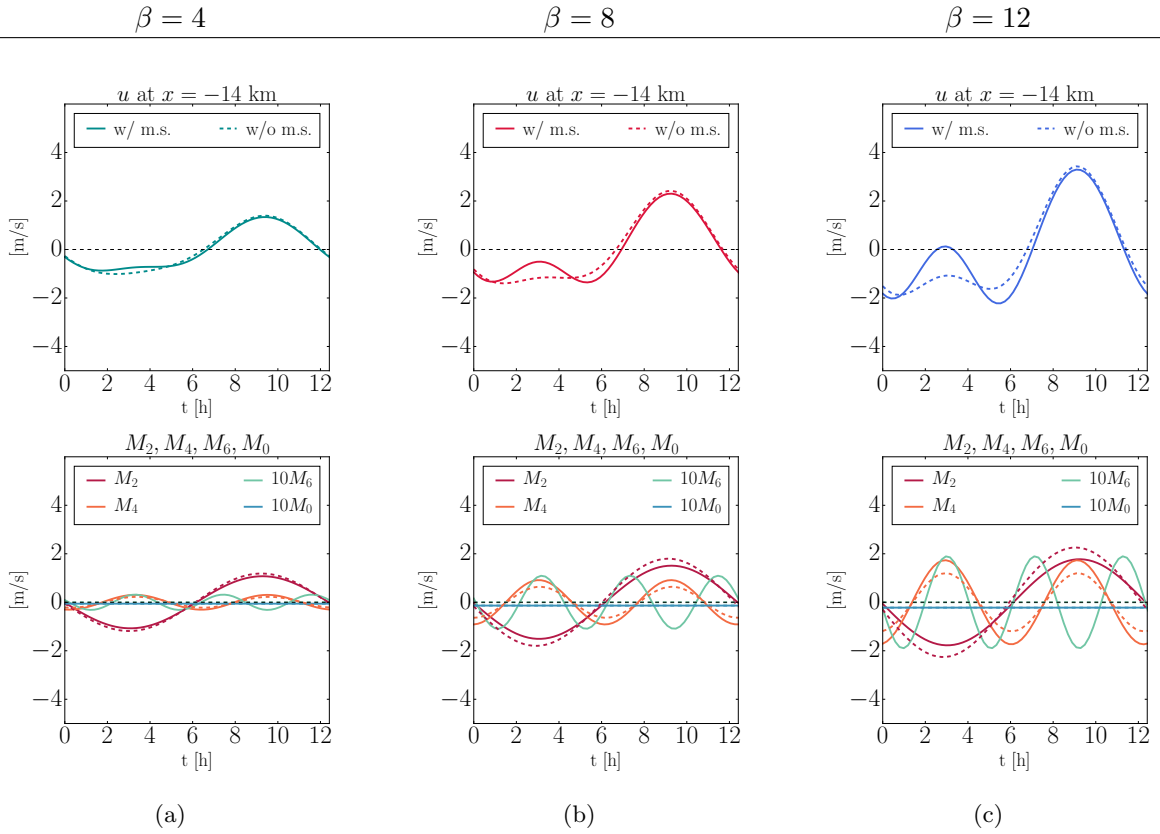 β = 4 β = 8 β = 12
u at x = −14 km u at x = −14 km u at x = −14 km
w/ m.s. w/o m.s. w/ m.s. w/o m.s. w/ m.s. w/o m.s.
4 4 4
2 2 2
0 0 0
−2 −2 −2
−4 −4 −4
[m/s] [m/s] [m/s]
0 2 4 6 8 10 12 0 2 4 6 8 10 12 0 2 4 6 8 10 12
t [h] t [h] t [h]
M₂, M₄, M₆, M₀ M₂, M₄, M₆, M₀ M₂, M₄, M₆, M₀
M₂ 10M₆ M₂ 10M₆ M₂ 10M₆
M₄ 10M₀ M₄ 10M₀ M₄ 10M₀
4 4 4
2 2 2
0 0 0
−2 −2 −2
−4 −4 −4
[m/s] [m/s] [m/s]
0 2 4 6 8 10 12 0 2 4 6 8 10 12 0 2 4 6 8 10 12
t [h] t [h] t [h]
(a) (b) (c)